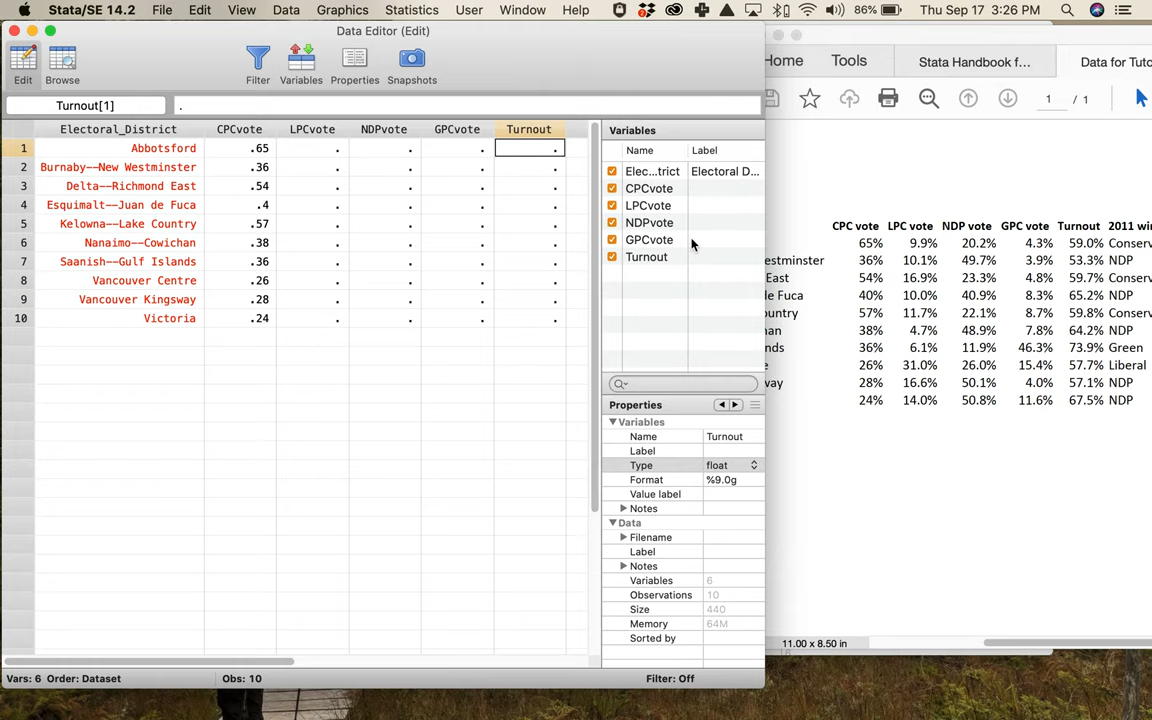 Stata/SE 14.2 File Edit View Data Graphics Statistics User Window Help 86% Thu Sep 17 3:26 PM
Data Editor (Edit)
Edit Browse Filter Variables Properties Snapshots
Turnout[1] .
Electoral_District CPCvote LPCvote NDPvote GPCvote Turnout
1 Abbotsford .65 . . . .
2 Burnaby--New Westminster .36 . . . .
3 Delta--Richmond East .54 . . . .
4 Esquimalt--Juan de Fuca .4 . . . .
5 Kelowna--Lake Country .57 . . . .
6 Nanaimo--Cowichan .38 . . . .
7 Saanish--Gulf Islands .36 . . . .
8 Vancouver Centre .26 . . . .
9 Vancouver Kingsway .28 . . . .
10 Victoria .24 . . . .
Vars: 6 Order: Dataset Obs: 10 Filter: Off
Variables
Name Label
Elec...trict Electoral D...
CPCvote
LPCvote
NDPvote
GPCvote
Turnout
Properties
Variables
Name Turnout
Label
Type float
Format %9.0g
Value label
Notes
Data
Filename
Label
Notes
Variables 6
Observations 10
Size 440
Memory 64M
Sorted by
Home Tools Stata Handbook f... Data for Tuto
1 / 1
CPC vote LPC vote NDP vote GPC vote Turnout 2011 win
65% 9.9% 20.2% 4.3% 59.0% Conserv
estminster 36% 10.1% 49.7% 3.9% 53.3% NDP
East 54% 16.9% 23.3% 4.8% 59.7% Conserv
de Fuca 40% 10.0% 40.9% 8.3% 65.2% NDP
ountry 57% 11.7% 22.1% 8.7% 59.8% Conserv
han 38% 4.7% 48.9% 7.8% 64.2% NDP
nds 36% 6.1% 11.9% 46.3% 73.9% Green
e 26% 31.0% 26.0% 15.4% 57.7% Liberal
way 28% 16.6% 50.1% 4.0% 57.1% NDP
24% 14.0% 50.8% 11.6% 67.5% NDP
11.00 x 8.50 in